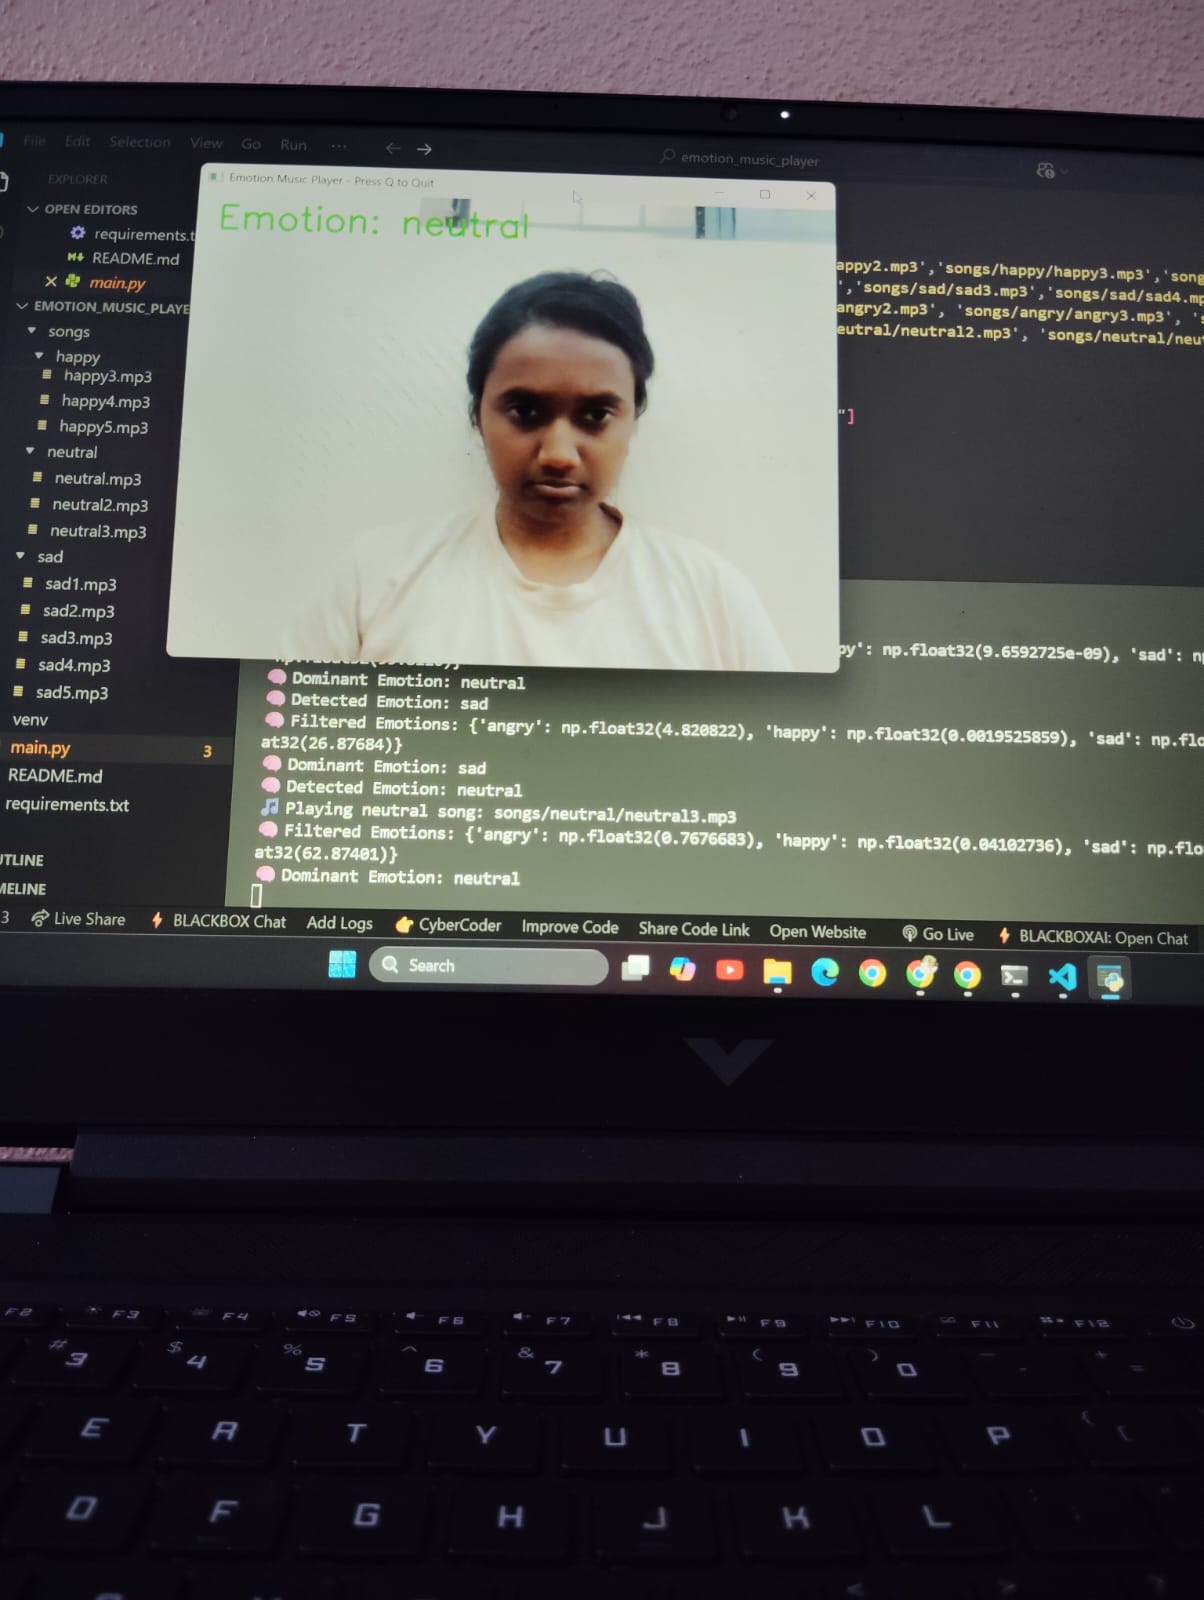 File Edit Selection View Go Run ...
emotion_music_player
EXPLORER
OPEN EDITORS
requirements.t
README.md
main.py
EMOTION_MUSIC_PLAYE
songs
happy
happy3.mp3
happy4.mp3
happy5.mp3
neutral
neutral.mp3
neutral2.mp3
neutral3.mp3
sad
sad1.mp3
sad2.mp3
sad3.mp3
sad4.mp3
sad5.mp3
venv
main.py 3
README.md
requirements.txt
UTLINE
MELINE
Emotion Music Player - Press Q to Quit
Emotion: neutral
appy2.mp3','songs/happy/happy3.mp3','song
','songs/sad/sad3.mp3','songs/sad/sad4.mp
angry2.mp3', 'songs/angry/angry3.mp3', 's
eutral/neutral2.mp3', 'songs/neutral/neu
"]
py': np.float32(9.6592725e-09), 'sad': n
Dominant Emotion: neutral
Detected Emotion: sad
Filtered Emotions: {'angry': np.float32(4.820822), 'happy': np.float32(0.0019525859), 'sad': np.flo
at32(26.87684)}
Dominant Emotion: sad
Detected Emotion: neutral
Playing neutral song: songs/neutral/neutral3.mp3
Filtered Emotions: {'angry': np.float32(0.7676683), 'happy': np.float32(0.04102736), 'sad': np.flo
at32(62.87401)}
Dominant Emotion: neutral
3 Live Share BLACKBOX Chat Add Logs CyberCoder Improve Code Share Code Link Open Website Go Live BLACKBOXAI: Open Chat
Search
F2 F3 F4 F5 F6 F7 F8 F9 F10 F11 F12
# $ % ^ & * ( ) _ +
3 4 5 6 7 8 9 0 - =
E R T Y U I O P { [
D F G H J K L